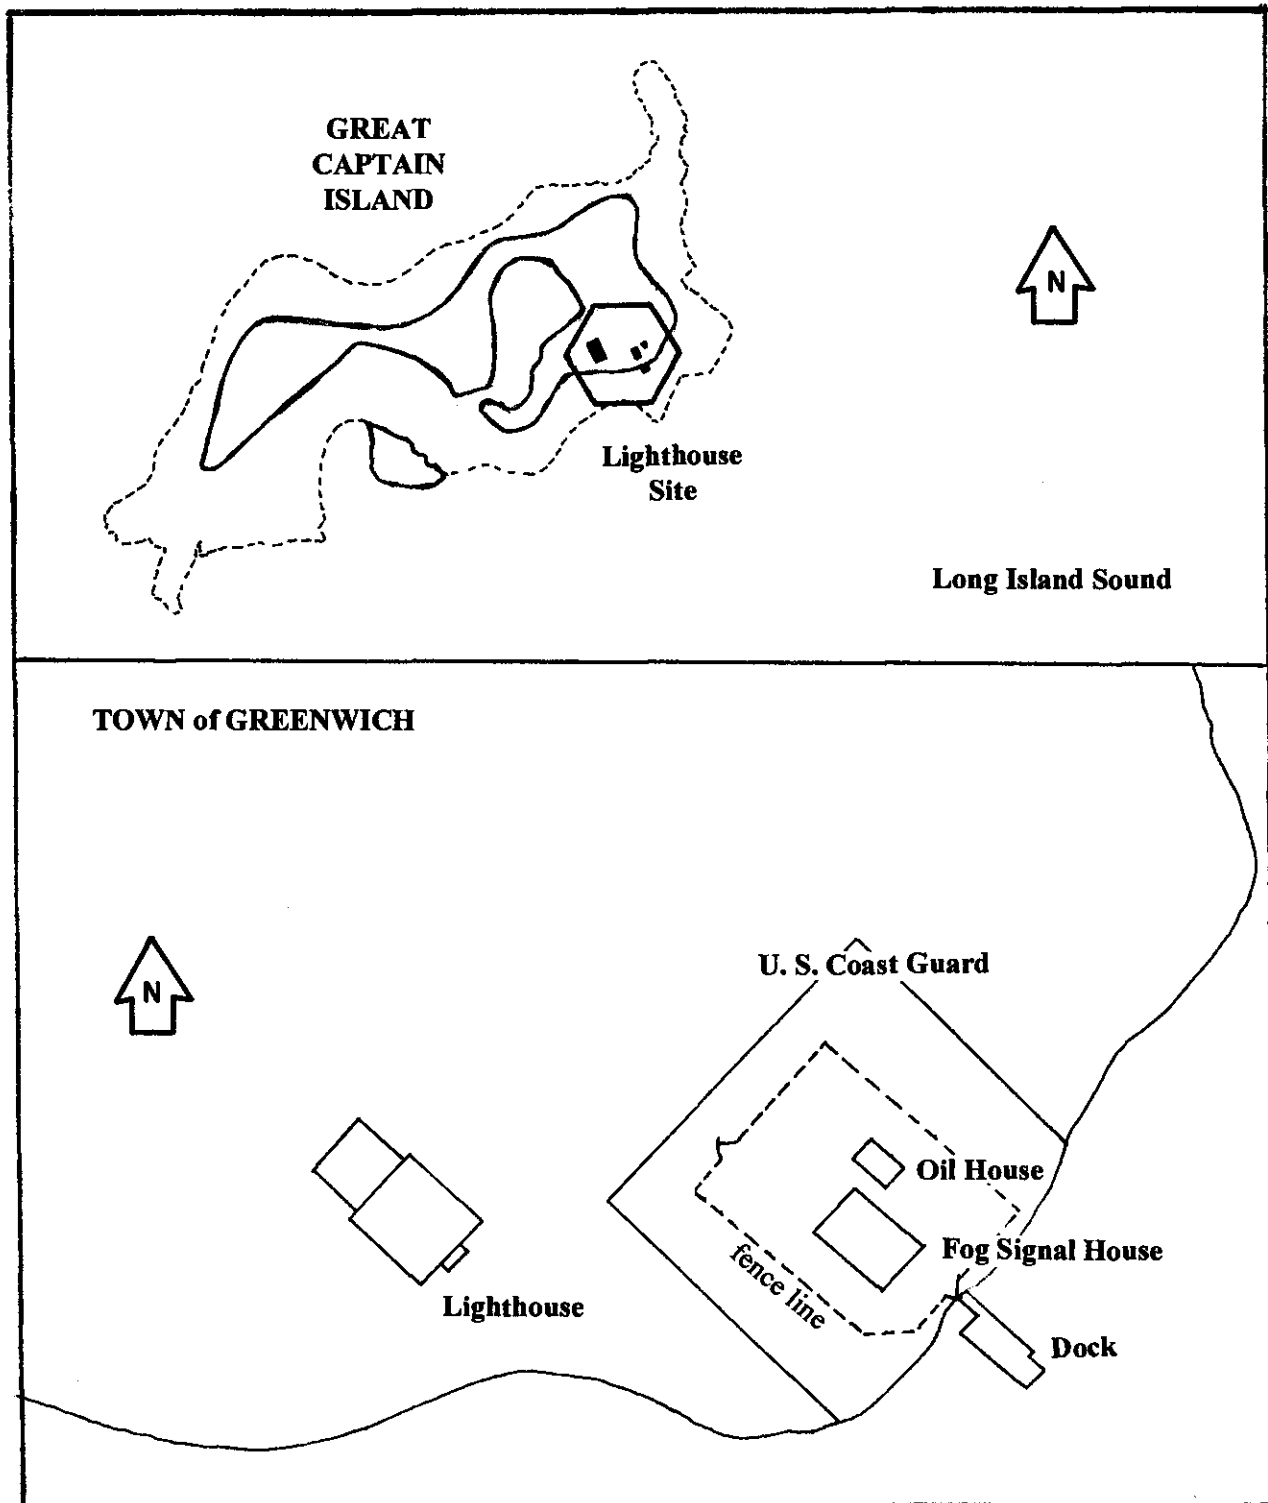 GREAT
CAPTAIN
ISLAND
N
Lighthouse
Site
Long Island Sound
TOWN of GREENWICH
N
U. S. Coast Guard
Oil House
Fog Signal House
fence line
Lighthouse
Dock